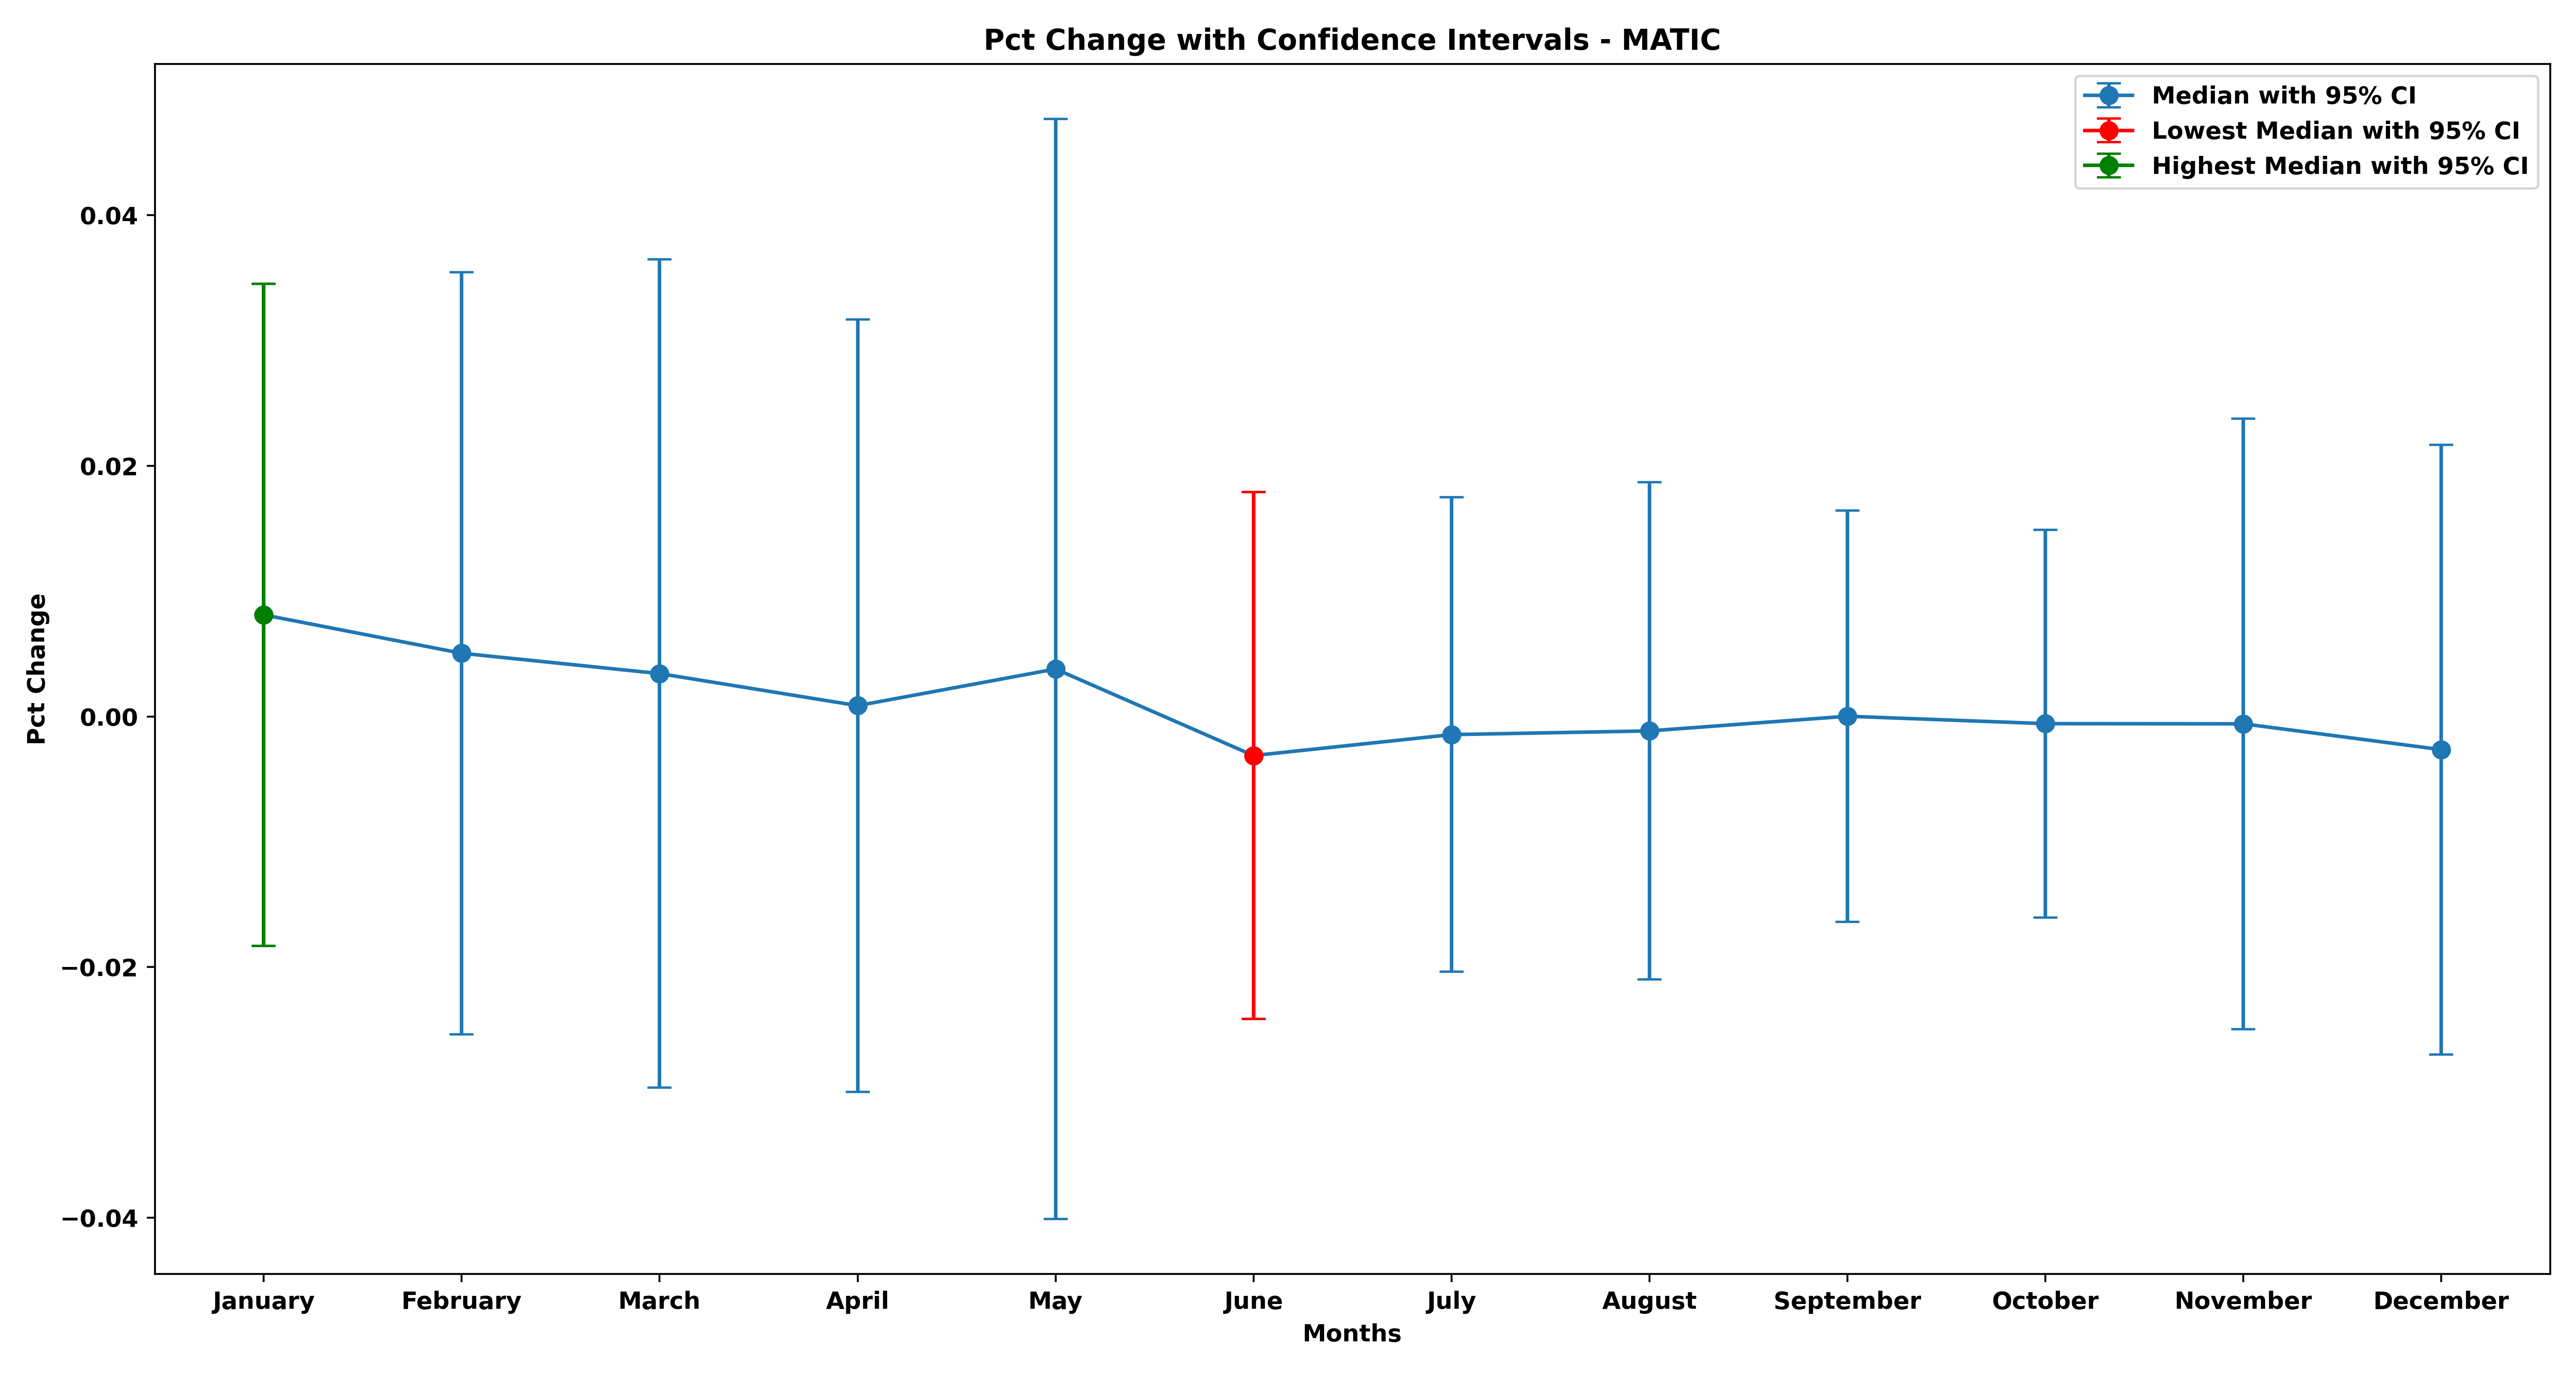 Pct Change with Confidence Intervals - MATIC
Median with 95% CI
Lowest Median with 95% CI
Highest Median with 95% CI
Pct Change
0.04
0.02
0.00
−0.02
−0.04
January February March April May June July August September October November December
Months